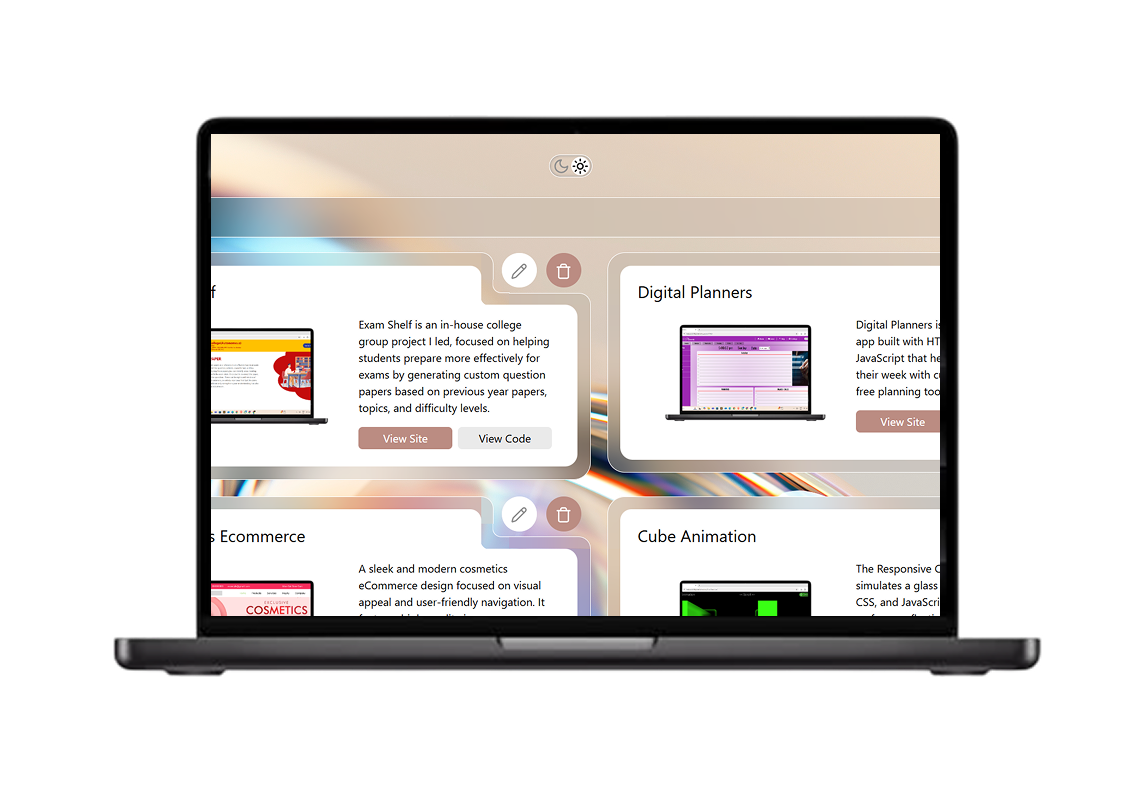 f
Exam Shelf is an in-house college
group project I led, focused on helping
students prepare more effectively for
exams by generating custom question
papers based on previous year papers,
topics, and difficulty levels.
View Site
View Code
Digital Planners
Digital Planners is
app built with HT
JavaScript that he
their week with
free planning too
View Site
s Ecommerce
COSMETICS
A sleek and modern cosmetics
eCommerce design focused on visual
appeal and user-friendly navigation. It
Cube Animation
The Responsive
simulates a glass
CSS, and JavaScri